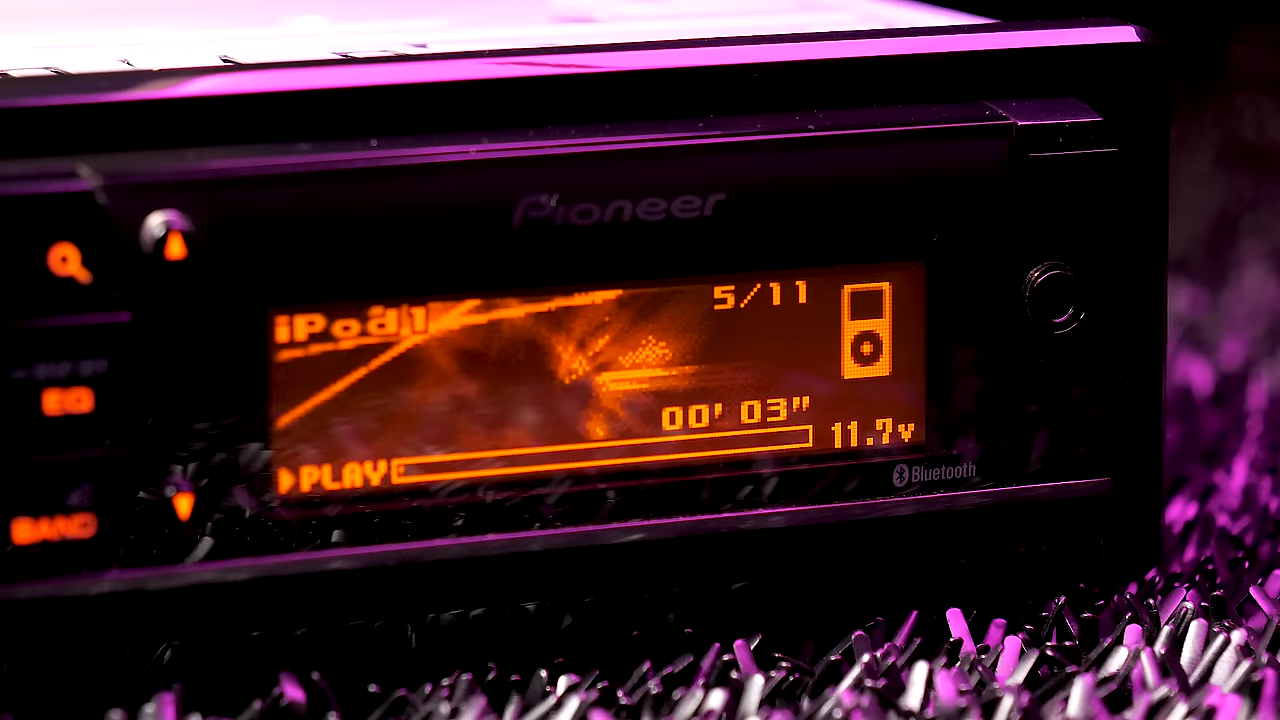 Pioneer
iPod1
5/11
EQ
00' 03"
11.7v
▶PLAY
Bluetooth
BAND